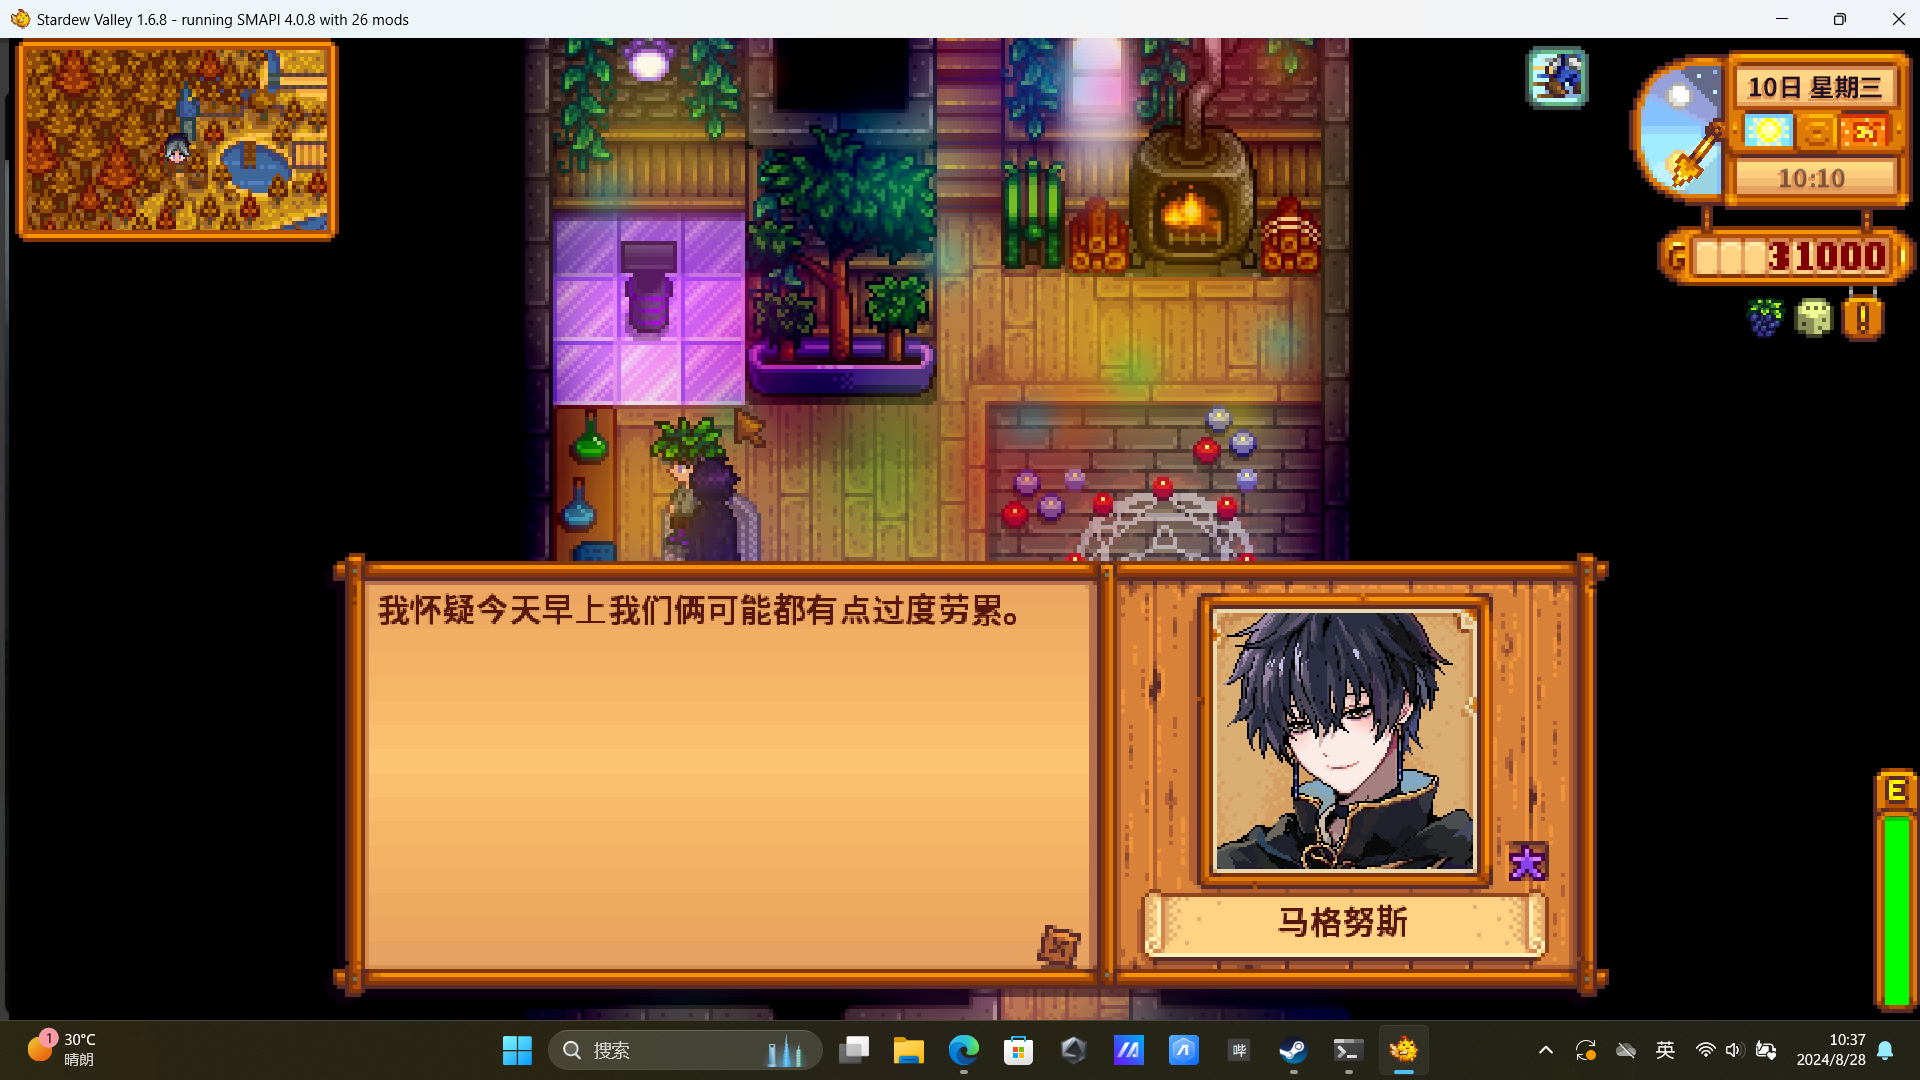 Stardew Valley 1.6.8 - running SMAPI 4.0.8 with 26 mods
10日 星期三
10:10
G
31000
!
我怀疑今天早上我们俩可能都有点过度劳累。
马格努斯
E
1
30°C
晴朗
搜索
哔
英
10:37
2024/8/28